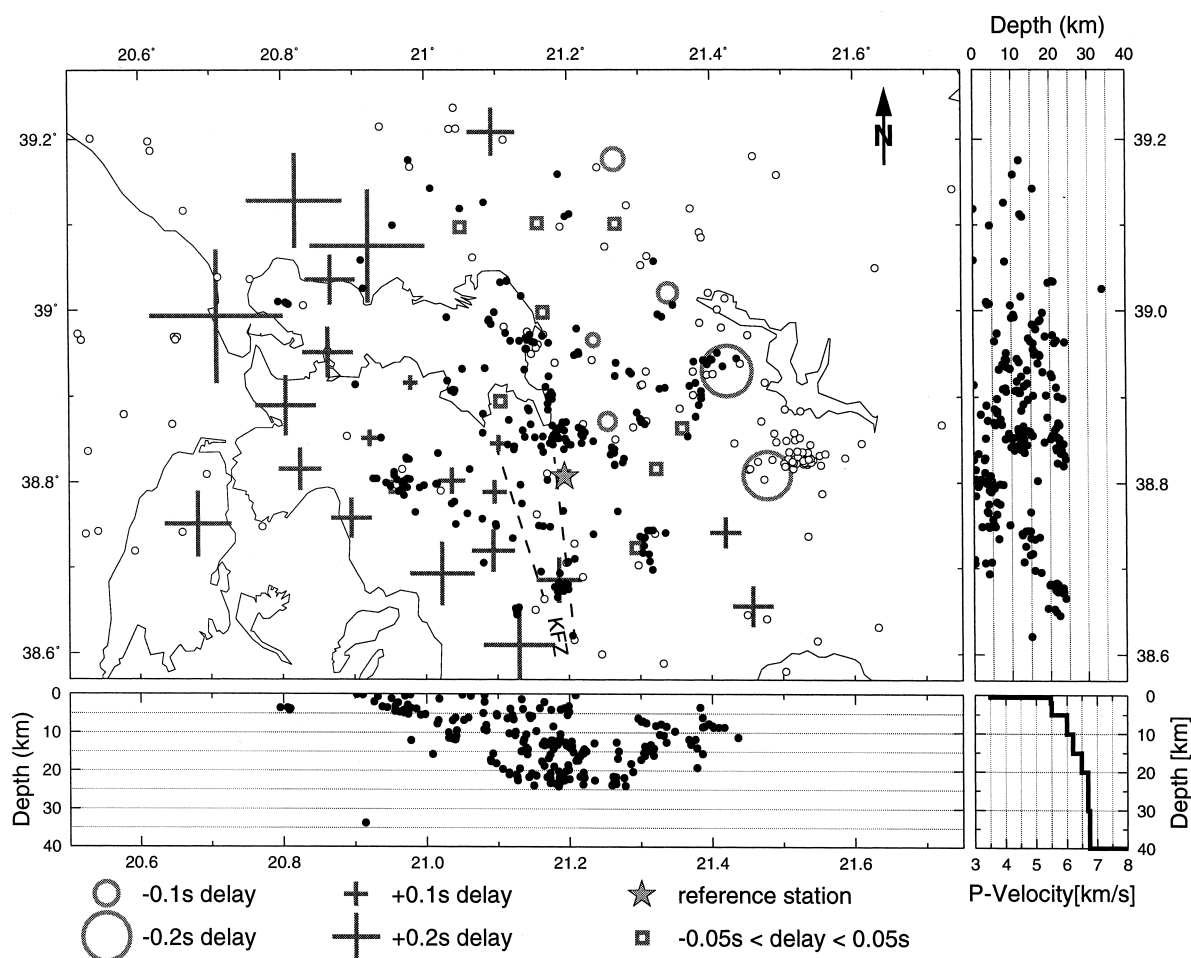 Depth (km)
20.6° 20.8° 21° 21.2° 21.4° 21.6°
0 10 20 30 40
N
39.2° 39.2
39° 39.0
38.8° 38.8
38.6° 38.6
KFZ
Depth (km)
0
10
20
30
40
20.6 20.8 21.0 21.2 21.4 21.6
0
10
20
30
40
Depth [km]
3 4 5 6 7 8
P-Velocity[km/s]
-0.1s delay +0.1s delay reference station
-0.2s delay +0.2s delay -0.05s < delay < 0.05s